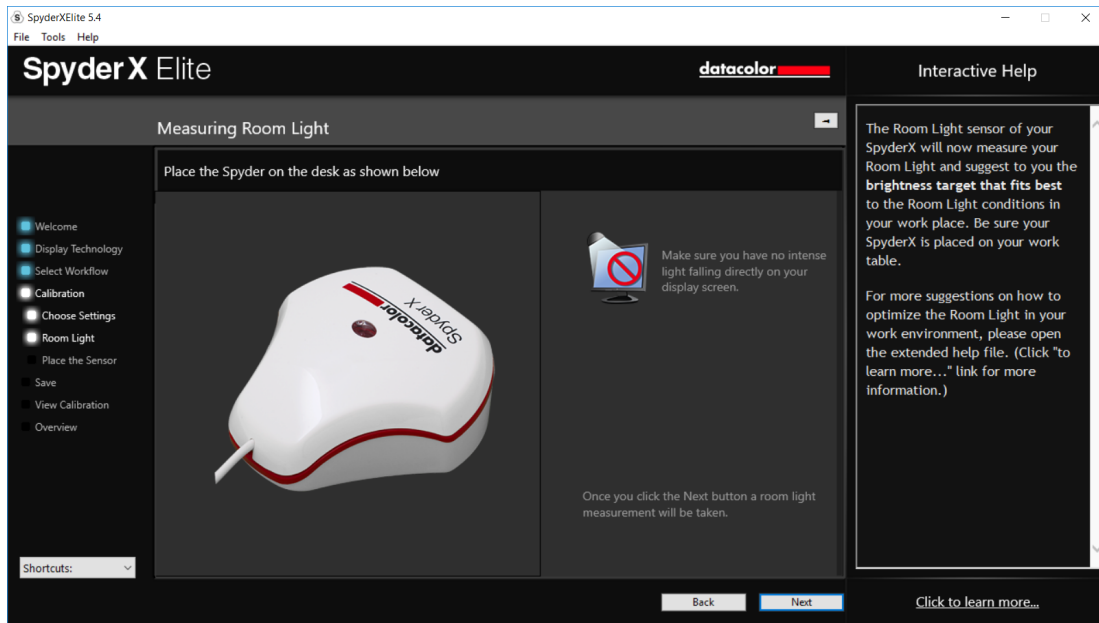 SpyderXElite 5.4
File Tools Help
SpyderX Elite
datacolor
Interactive Help
Measuring Room Light
Place the Spyder on the desk as shown below
Welcome
Display Technology
Select Workflow
Calibration
Choose Settings
Room Light
Place the Sensor
Save
View Calibration
Overview
Shortcuts:
datacolor
Spyder X
Make sure you have no intense
light falling directly on your
display screen.
Once you click the Next button a room light
measurement will be taken.
Back
Next
The Room Light sensor of your
SpyderX will now measure your
Room Light and suggest to you the
brightness target that fits best
to the Room Light conditions in
your work place. Be sure your
SpyderX is placed on your work
table.
For more suggestions on how to
optimize the Room Light in your
work environment, please open
the extended help file. (Click "to
learn more..." link for more
information.)
Click to learn more...